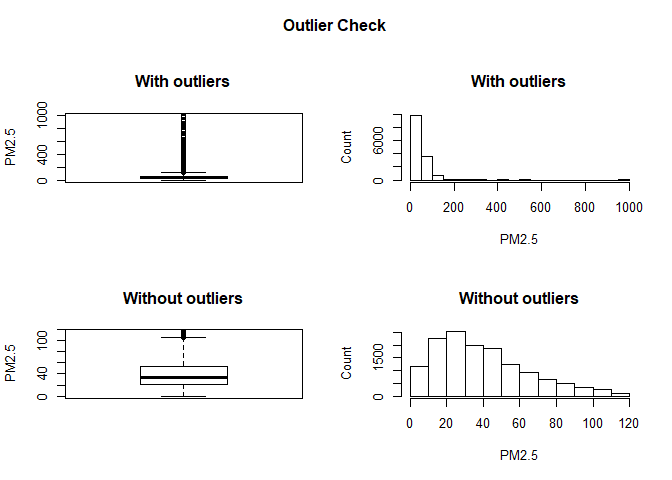 Outlier Check
With outliers
PM2.5
0 400 1000
With outliers
Count
0 6000
0 200 400 600 800 1000
PM2.5
Without outliers
PM2.5
0 40 100
Without outliers
Count
0 1500
0 20 40 60 80 100 120
PM2.5